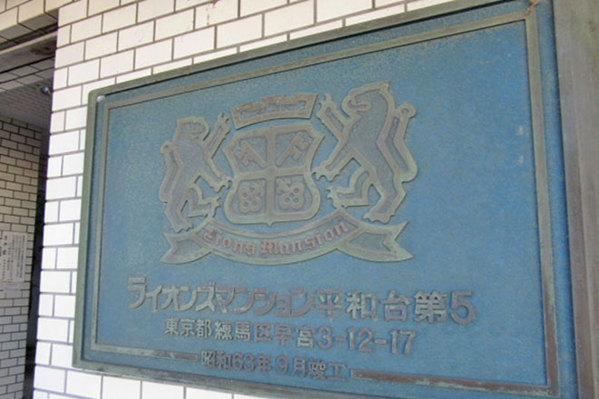 Lions Mansion
ライオンズマンション平和台第5
東京都練馬区早宮3-12-17
昭和63年9月竣工